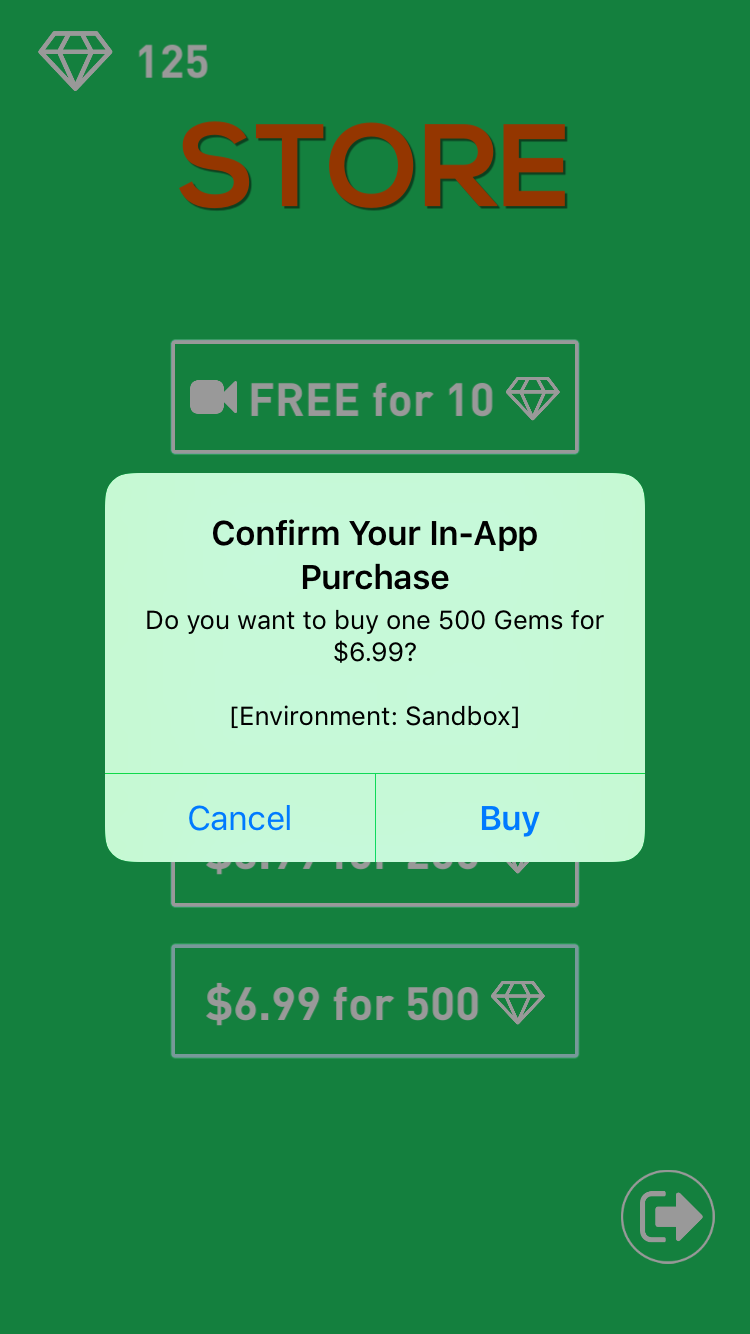 125
STORE
FREE for 10
Confirm Your In-App
Purchase
Do you want to buy one 500 Gems for
$6.99?
[Environment: Sandbox]
Cancel
Buy
$6.99 for 500